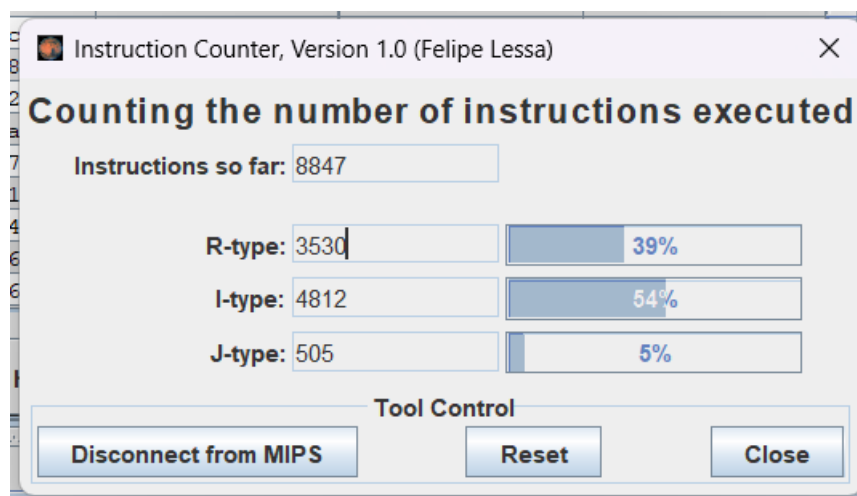 Instruction Counter, Version 1.0 (Felipe Lessa)
Counting the number of instructions executed
Instructions so far: 8847
R-type: 3530 39%
I-type: 4812 54%
J-type: 505 5%
Tool Control
Disconnect from MIPS Reset Close